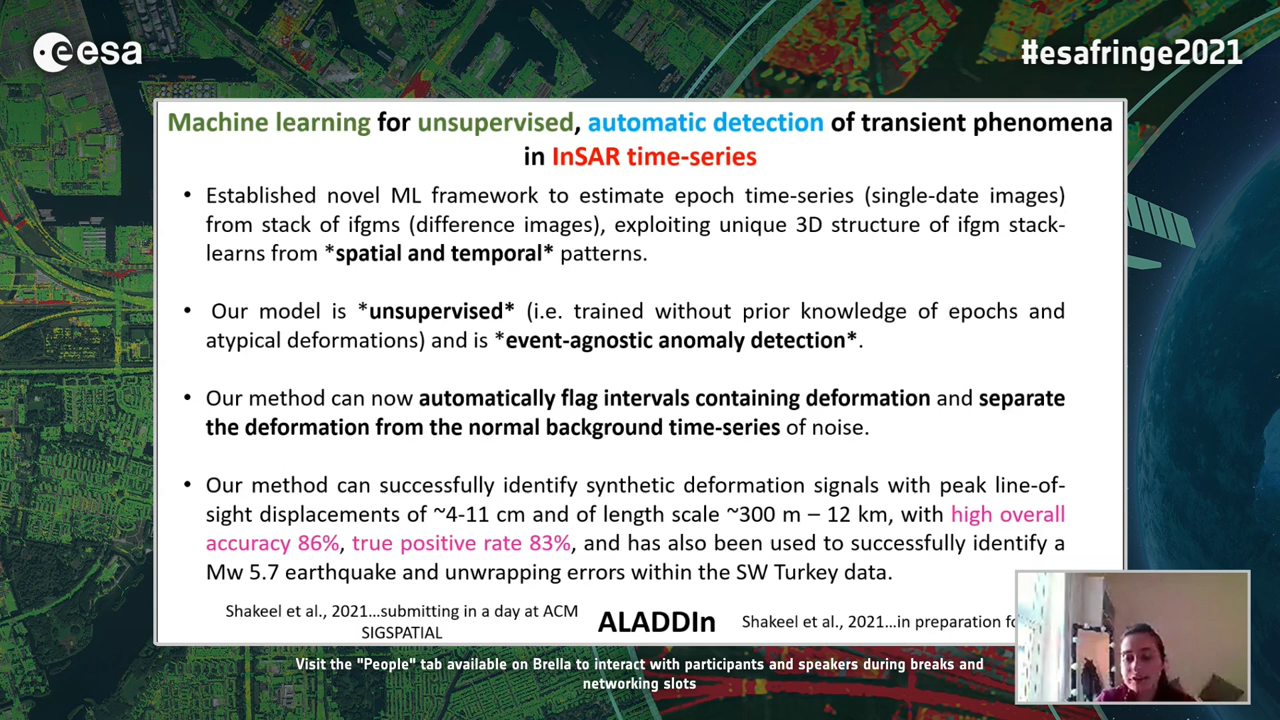 esa
#esafringe2021
Machine learning for unsupervised, automatic detection of transient phenomena
in InSAR time-series
• Established novel ML framework to estimate epoch time-series (single-date images)
from stack of ifgms (difference images), exploiting unique 3D structure of ifgm stack-
learns from *spatial and temporal* patterns.
• Our model is *unsupervised* (i.e. trained without prior knowledge of epochs and
atypical deformations) and is *event-agnostic anomaly detection*.
• Our method can now automatically flag intervals containing deformation and separate
the deformation from the normal background time-series of noise.
• Our method can successfully identify synthetic deformation signals with peak line-of-
sight displacements of ~4-11 cm and of length scale ~300 m – 12 km, with high overall
accuracy 86%, true positive rate 83%, and has also been used to successfully identify a
Mw 5.7 earthquake and unwrapping errors within the SW Turkey data.
Shakeel et al., 2021...submitting in a day at ACM
SIGSPATIAL
ALADDIn
Shakeel et al., 2021...in preparation
Visit the "People" tab available on Brella to interact with participants and speakers during breaks and
networking slots